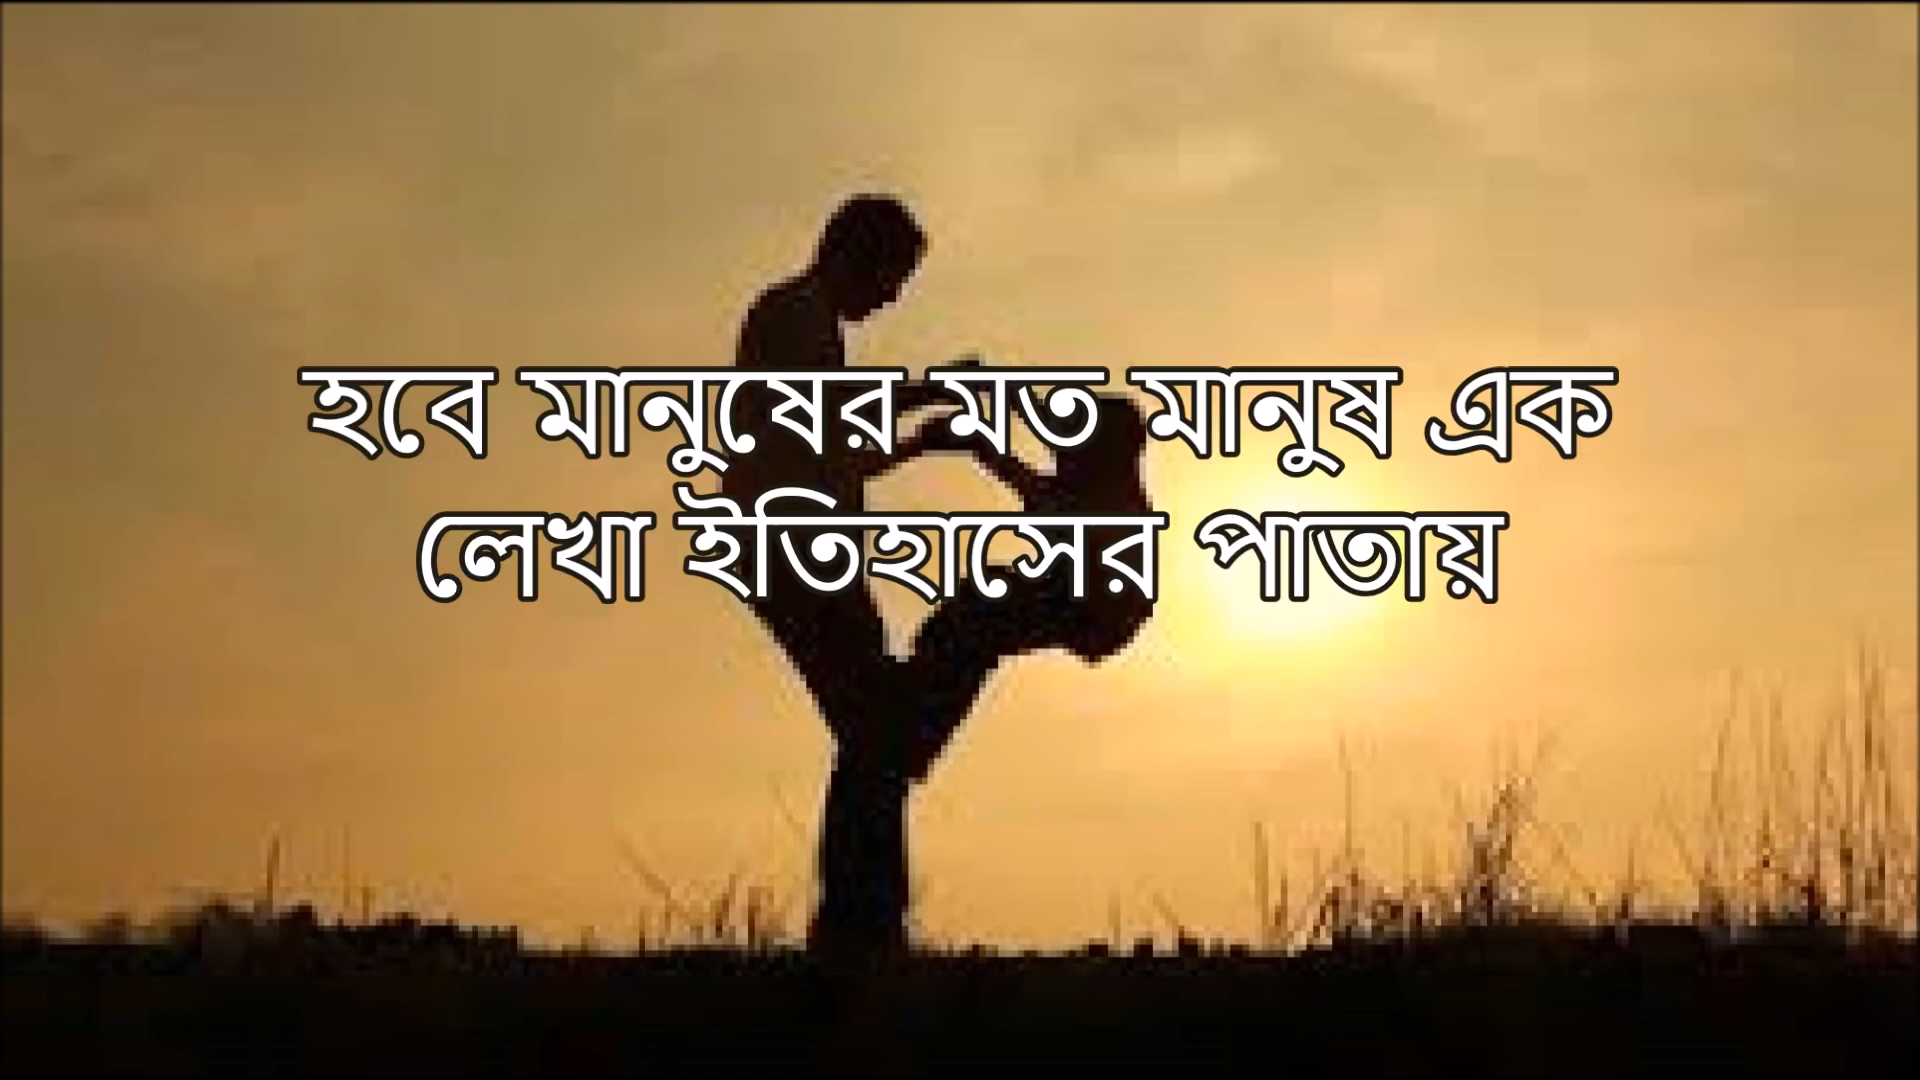 হবে মানুষের মত মানুষ এক
লেখা ইতিহাসের পাতায়